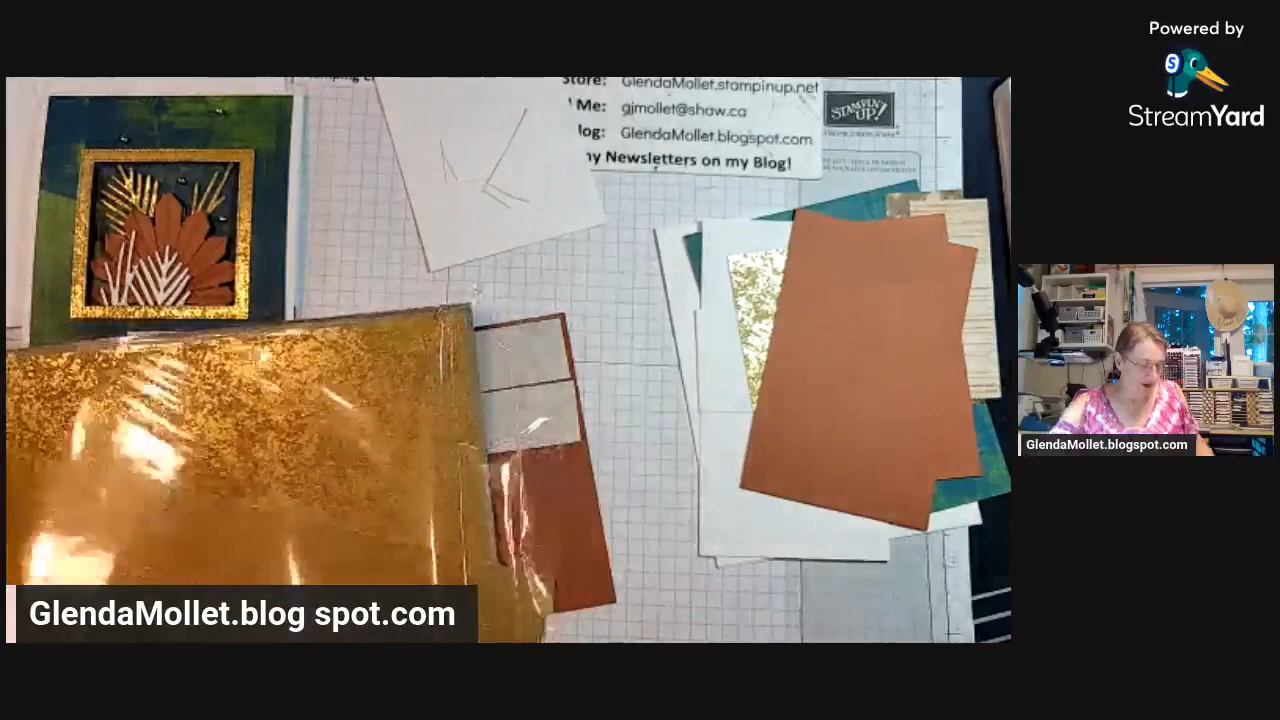 Powered by
S
StreamYard
Store: GlendaMollet.stampinup.net
Me: gjmollet@shaw.ca
log: GlendaMollet.blogspot.com
ny Newsletters on my Blog!
STAMPIN' UP!
GlendaMollet.blogspot.com
GlendaMollet.blog spot.com